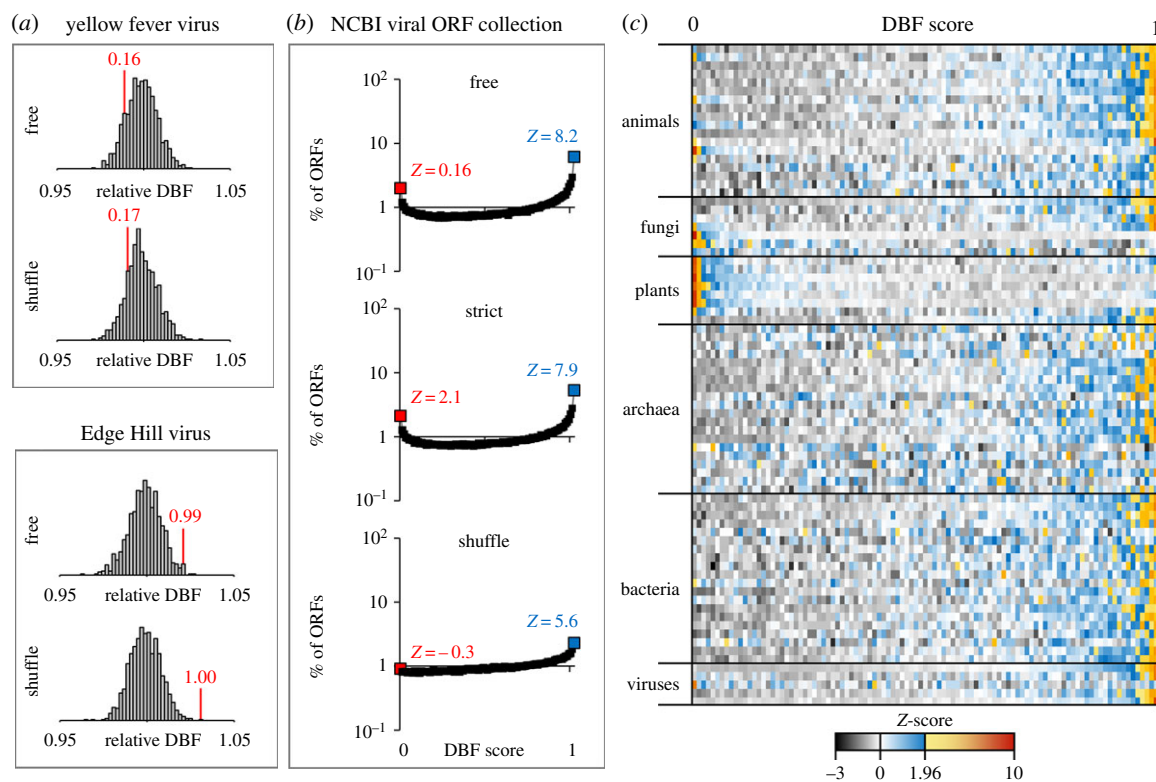 (a) yellow fever virus
0.16
free
0.95 relative DBF 1.05
0.17
shuffle
0.95 relative DBF 1.05
Edge Hill virus
0.99
free
0.95 relative DBF 1.05
1.00
shuffle
0.95 relative DBF 1.05
(b) NCBI viral ORF collection
free
10²
10
1
10⁻¹
% of ORFs
Z = 0.16
Z = 8.2
strict
10²
10
1
10⁻¹
% of ORFs
Z = 2.1
Z = 7.9
shuffle
10²
10
1
10⁻¹
% of ORFs
Z = −0.3
Z = 5.6
0 DBF score 1
(c) 0 DBF score 1
animals
fungi
plants
archaea
bacteria
viruses
Z-score
−3 0 1.96 10